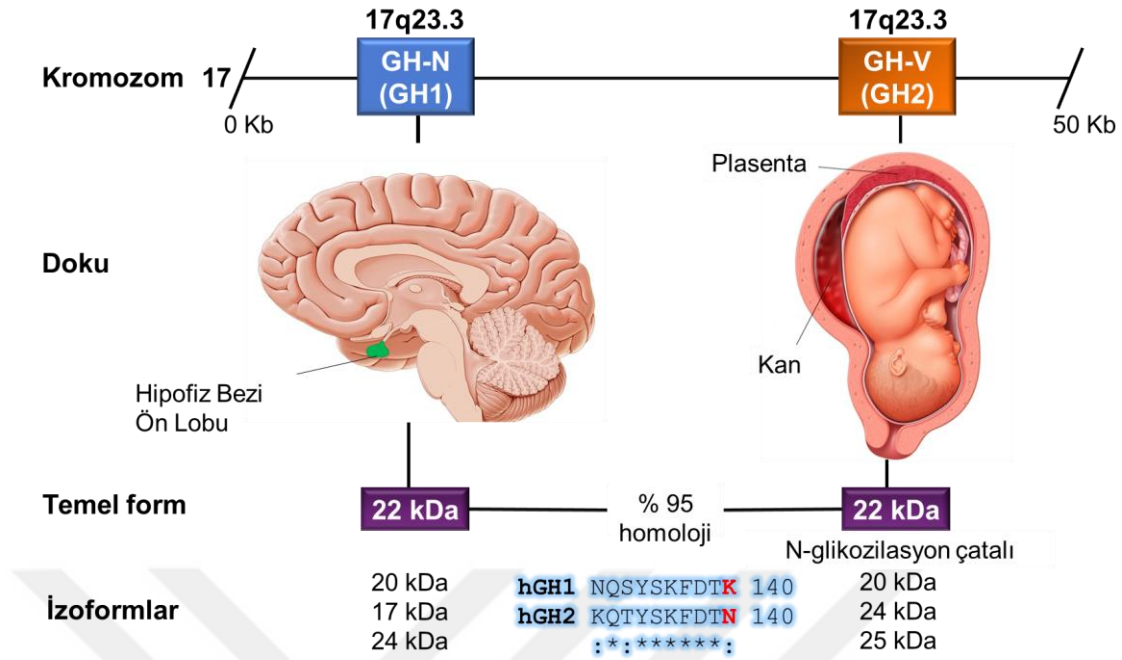 17q23.3 17q23.3
Kromozom 17
GH-N
(GH1)
GH-V
(GH2)
0 Kb 50 Kb
Doku
Plasenta
Kan
Hipofiz Bezi
Ön Lobu
Temel form
22 kDa
% 95
homoloji
22 kDa
N-glikozilasyon çatalı
İzoformlar
20 kDa
17 kDa
24 kDa
hGH1 NQSYSKFDTK 140
hGH2 KQTYSKFDTN 140
:*:******:
20 kDa
24 kDa
25 kDa